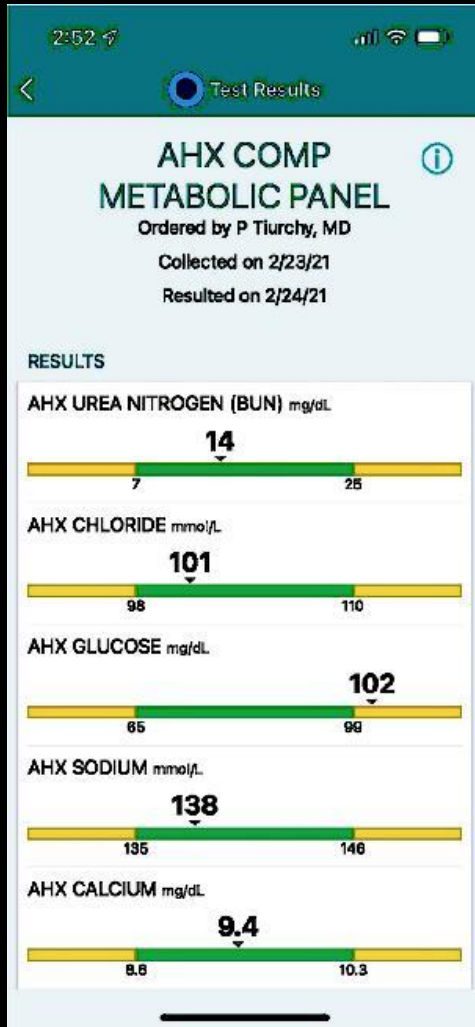 2:52
Test Results
AHX COMP
METABOLIC PANEL
Ordered by P Tiurchy, MD
Collected on 2/23/21
Resulted on 2/24/21
RESULTS
AHX UREA NITROGEN (BUN) mg/dL
14
7 25
AHX CHLORIDE mmol/L
101
98 110
AHX GLUCOSE mg/dL
102
65 99
AHX SODIUM mmol/L
138
135 146
AHX CALCIUM mg/dL
9.4
8.6 10.3